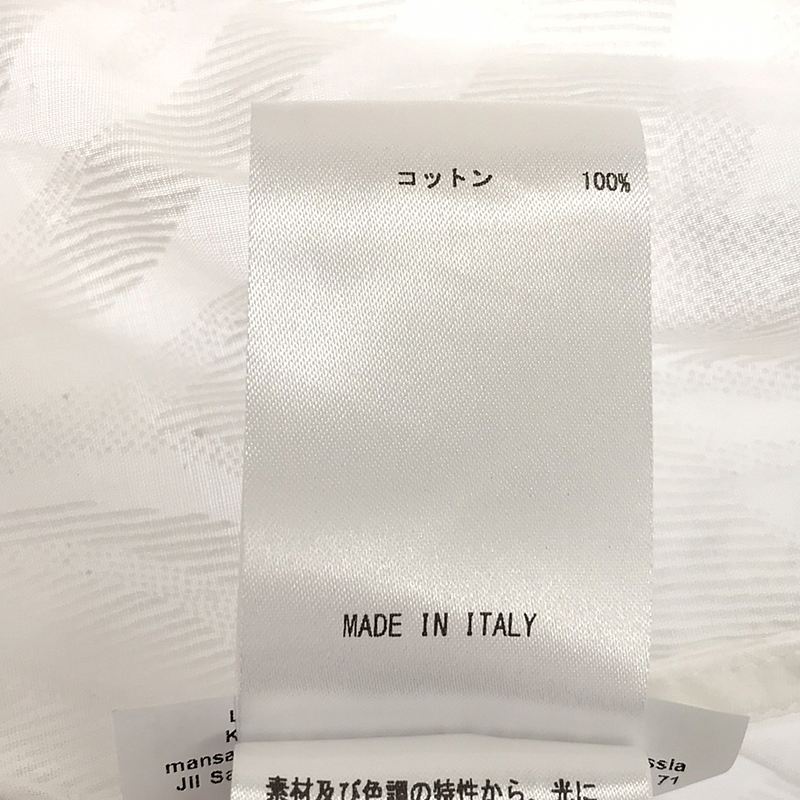 コットン 100%
MADE IN ITALY
71
素材及び色調の特性から、光に